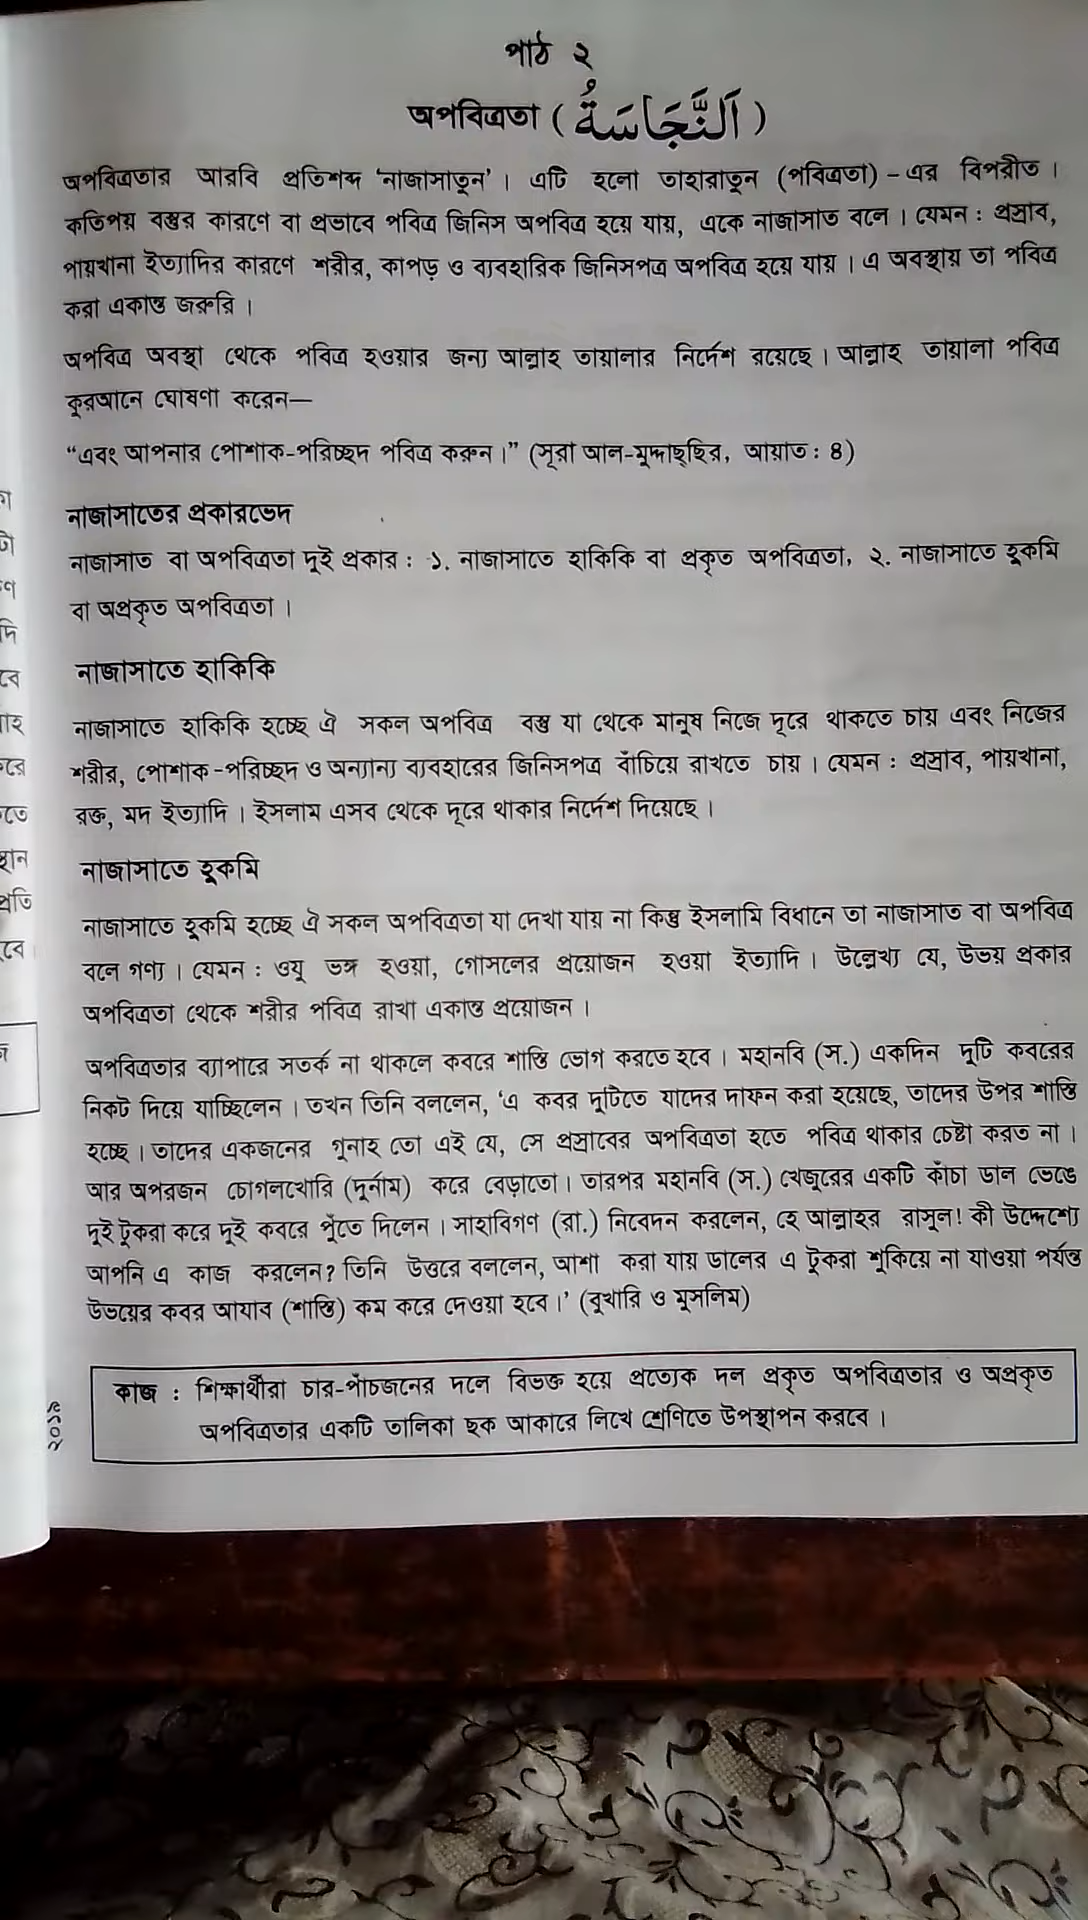 পাঠ ২
অপবিত্রতা ( اَلنَّجَاسَةُ )
অপবিত্রতার আরবি প্রতিশব্দ ‘নাজাসাতুন’ । এটি হলো তাহারাতুন (পবিত্রতা) – এর বিপরীত ।
কতিপয় বস্তুর কারণে বা প্রভাবে পবিত্র জিনিস অপবিত্র হয়ে যায়, একে নাজাসাত বলে । যেমন : প্রস্রাব,
পায়খানা ইত্যাদির কারণে শরীর, কাপড় ও ব্যবহারিক জিনিসপত্র অপবিত্র হয়ে যায় । এ অবস্থায় তা পবিত্র
করা একান্ত জরুরি ।
অপবিত্র অবস্থা থেকে পবিত্র হওয়ার জন্য আল্লাহ তায়ালার নির্দেশ রয়েছে । আল্লাহ তায়ালা পবিত্র
কুরআনে ঘোষণা করেন—
“এবং আপনার পোশাক-পরিচ্ছদ পবিত্র করুন ।” (সূরা আল-মুদ্দাছ্ছির, আয়াত : ৪)
নাজাসাতের প্রকারভেদ
নাজাসাত বা অপবিত্রতা দুই প্রকার : ১. নাজাসাতে হাকিকি বা প্রকৃত অপবিত্রতা, ২. নাজাসাতে হুকমি
বা অপ্রকৃত অপবিত্রতা ।
নাজাসাতে হাকিকি
নাজাসাতে হাকিকি হচ্ছে ঐ সকল অপবিত্র বস্তু যা থেকে মানুষ নিজে দূরে থাকতে চায় এবং নিজের
শরীর, পোশাক-পরিচ্ছদ ও অন্যান্য ব্যবহারের জিনিসপত্র বাঁচিয়ে রাখতে চায় । যেমন : প্রস্রাব, পায়খানা,
রক্ত, মদ ইত্যাদি । ইসলাম এসব থেকে দূরে থাকার নির্দেশ দিয়েছে ।
নাজাসাতে হুকমি
নাজাসাতে হুকমি হচ্ছে ঐ সকল অপবিত্রতা যা দেখা যায় না কিন্তু ইসলামি বিধানে তা নাজাসাত বা অপবিত্র
বলে গণ্য । যেমন : ওযু ভঙ্গ হওয়া, গোসলের প্রয়োজন হওয়া ইত্যাদি । উল্লেখ্য যে, উভয় প্রকার
অপবিত্রতা থেকে শরীর পবিত্র রাখা একান্ত প্রয়োজন ।
অপবিত্রতার ব্যাপারে সতর্ক না থাকলে কবরে শাস্তি ভোগ করতে হবে । মহানবি (স.) একদিন দুটি কবরের
নিকট দিয়ে যাচ্ছিলেন । তখন তিনি বললেন, ‘এ কবর দুটিতে যাদের দাফন করা হয়েছে, তাদের উপর শাস্তি
হচ্ছে । তাদের একজনের গুনাহ তো এই যে, সে প্রস্রাবের অপবিত্রতা হতে পবিত্র থাকার চেষ্টা করত না ।
আর অপরজন চোগলখোরি (দুর্নাম) করে বেড়াতো । তারপর মহানবি (স.) খেজুরের একটি কাঁচা ডাল ভেঙে
দুই টুকরা করে দুই কবরে পুঁতে দিলেন । সাহাবিগণ (রা.) নিবেদন করলেন, হে আল্লাহর রাসুল! কী উদ্দেশ্যে
আপনি এ কাজ করলেন? তিনি উত্তরে বললেন, আশা করা যায় ডালের এ টুকরা শুকিয়ে না যাওয়া পর্যন্ত
উভয়ের কবর আযাব (শাস্তি) কম করে দেওয়া হবে ।’ (বুখারি ও মুসলিম)
কাজ : শিক্ষার্থীরা চার-পাঁচজনের দলে বিভক্ত হয়ে প্রত্যেক দল প্রকৃত অপবিত্রতার ও অপ্রকৃত
অপবিত্রতার একটি তালিকা ছক আকারে লিখে শ্রেণিতে উপস্থাপন করবে ।
২০১৯